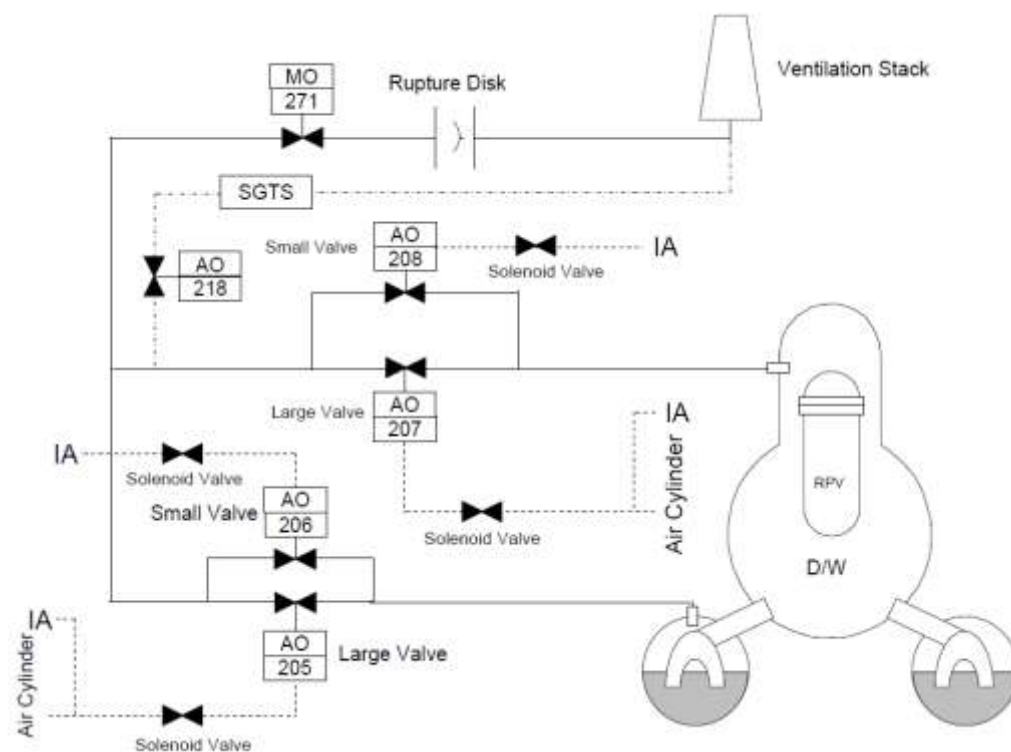 MO
271
Rupture Disk
Ventilation Stack
SGTS
Small Valve
AO
208
Solenoid Valve
IA
AO
218
Large Valve
AO
207
IA
IA
Solenoid Valve
Air Cylinder
Solenoid Valve
Small Valve
AO
206
RPV
D/W
IA
Air Cylinder
AO
205
Large Valve
Solenoid Valve